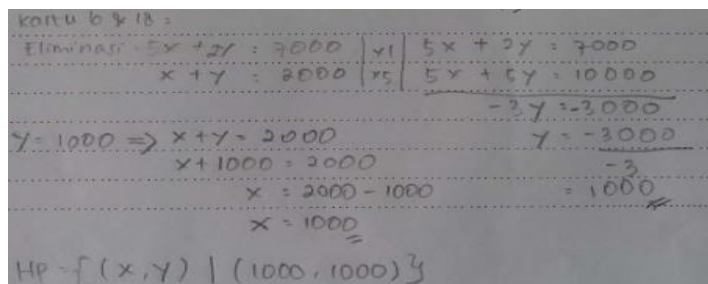 Kartu 6 & 18 :
Eliminasi : 5x + 2y = 7000 | x1 | 5x + 2y = 7000
x + y = 2000 | x5 | 5x + 5y = 10000
-3y = -3000
y = 1000 => x + y = 2000 y = -3000
x + 1000 = 2000 -3
x = 2000 - 1000 = 1000
x = 1000
HP = { (x, y) | (1000, 1000) }